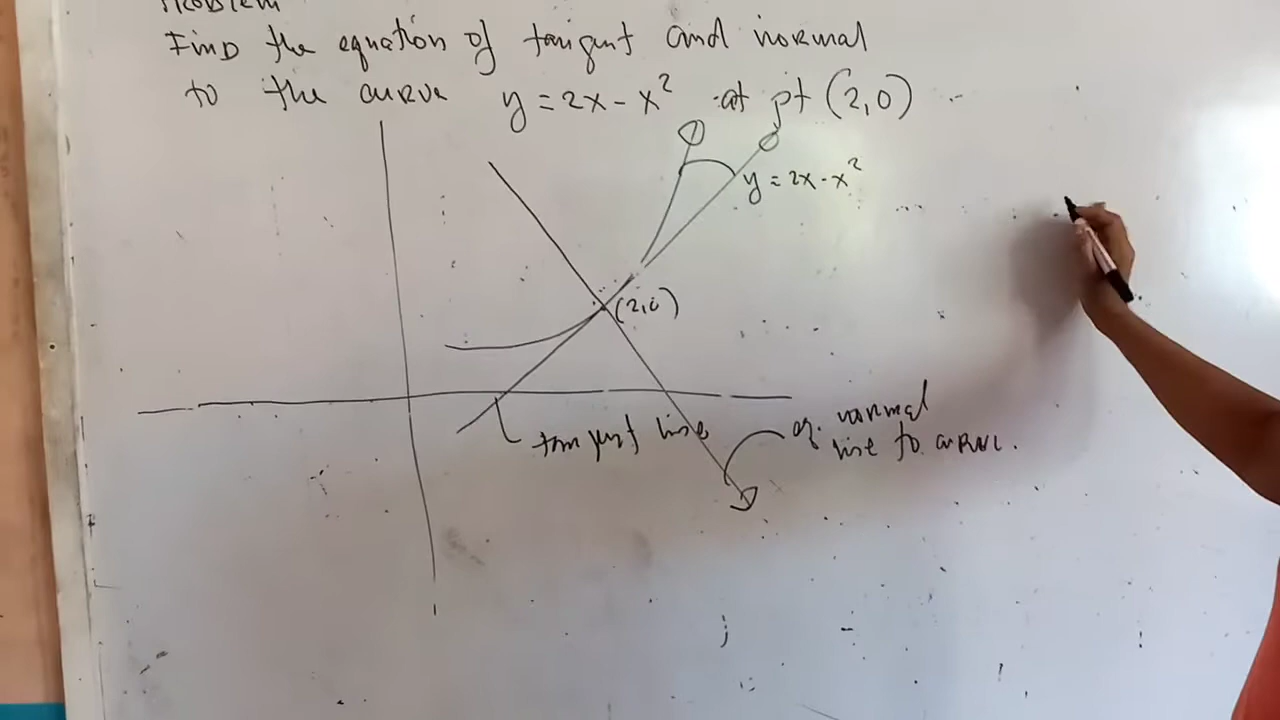 Problem
Find the equation of tangent and normal
to the curve y = 2x - x² at pt (2,0)
y = 2x - x²
(2,0)
tangent line
eq. normal
line to curve.